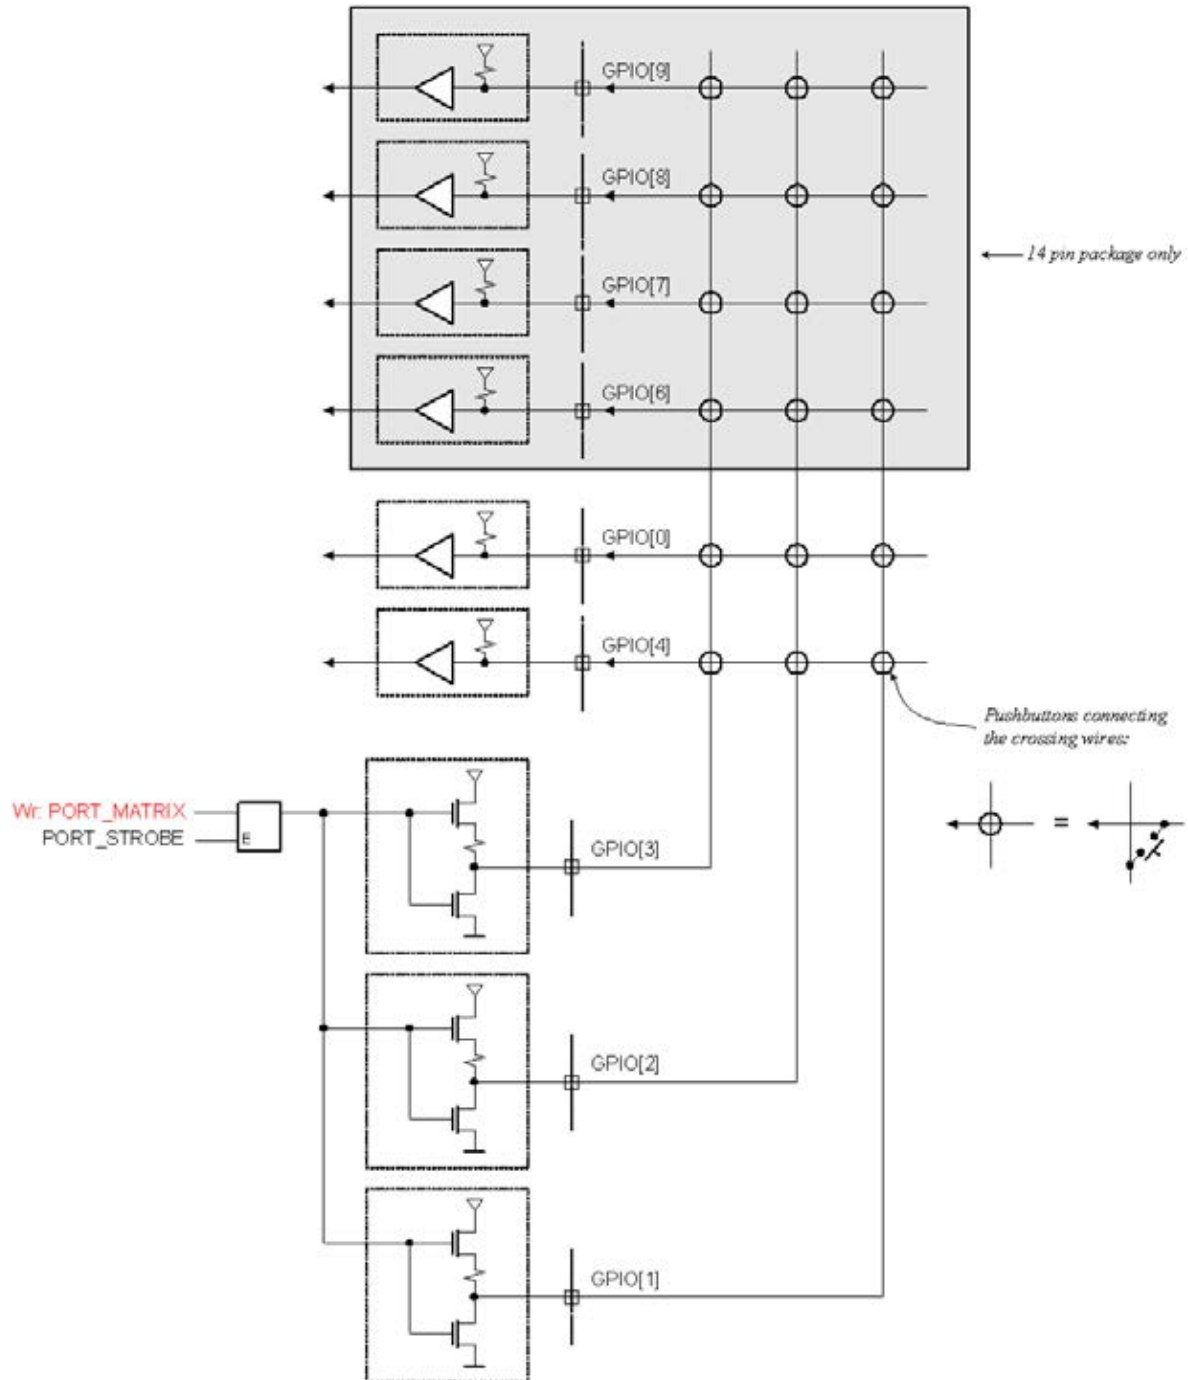 GPIO[9]
GPIO[8]
14 pin package only
GPIO[7]
GPIO[6]
GPIO[0]
GPIO[4]
Pushbuttons connecting
the crossing wires:
Wr: PORT_MATRIX
PORT_STROBE
E
=
GPIO[3]
GPIO[2]
GPIO[1]